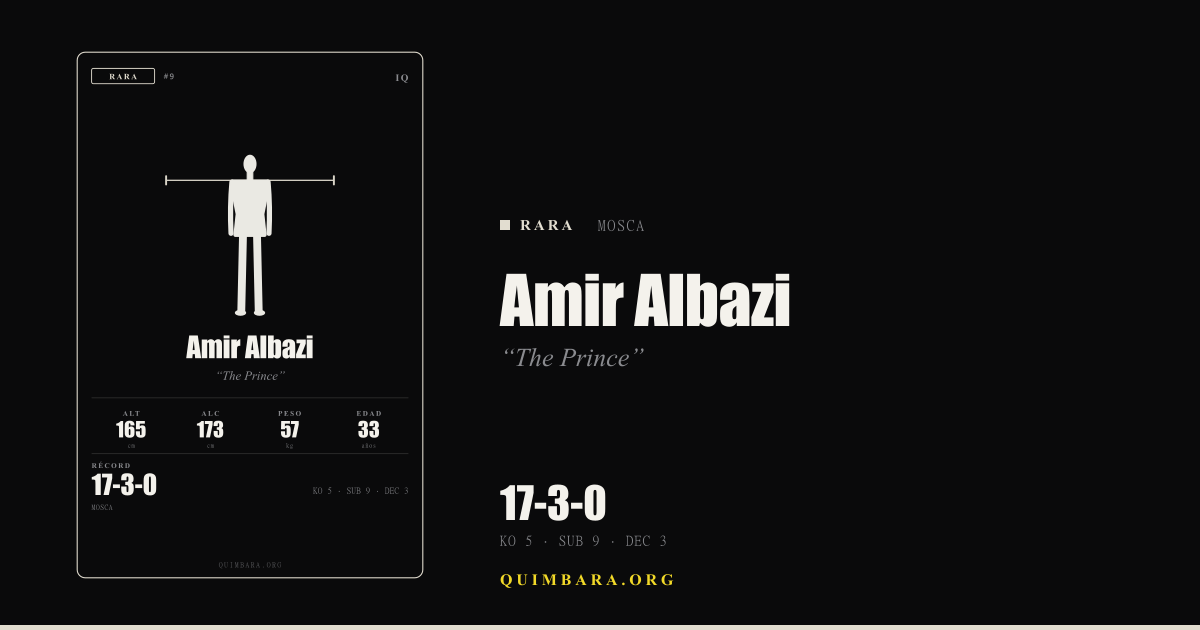 RARA #9 IQ
Amir Albazi
“The Prince”
ALT ALC PESO EDAD
165 173 57 33
cm cm kg años
RÉCORD
17-3-0 KO 5 · SUB 9 · DEC 3
MOSCA
QUIMBARA.ORG
RARA MOSCA
Amir Albazi
“The Prince”
17-3-0
KO 5 · SUB 9 · DEC 3
QUIMBARA.ORG